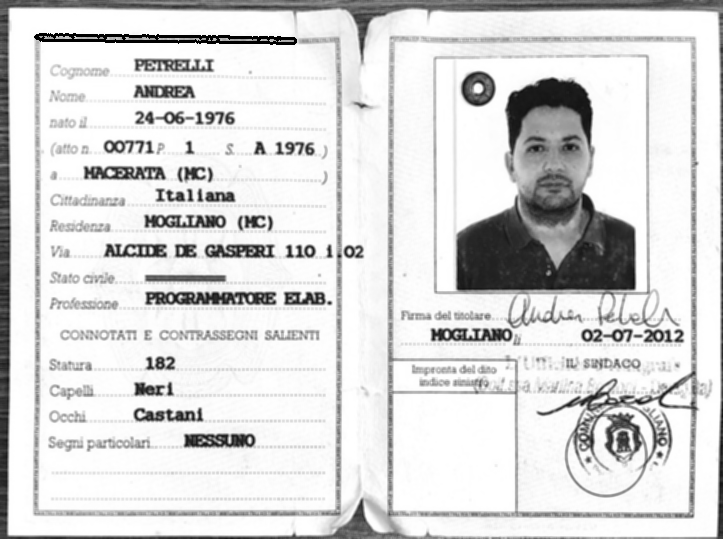 Cognome PETRELLI
Nome ANDREA
nato il 24-06-1976
(atto n. 00771 P. 1 S. A 1976)
a MACERATA (MC) )
Cittadinanza Italiana
Residenza MOGLIANO (MC)
Via ALCIDE DE GASPERI 110 i.02
Stato civile
Professione PROGRAMMATORE ELAB.
CONNOTATI E CONTRASSEGNI SALIENTI
Statura 182
Capelli Neri
Occhi Castani
Segni particolari NESSUNO
Firma del titolare Andrea Petrelli
MOGLIANO li 02-07-2012
Impronta del dito
indice sinistro
IL SINDACO
COMUNE MOGLIANO